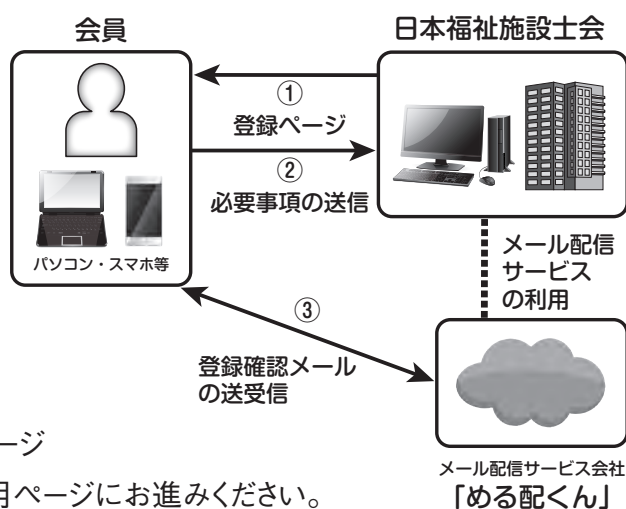 会員
日本福祉施設士会
①
登録ページ
②
必要事項の送信
パソコン・スマホ等
メール配信
サービス
の利用
③
登録確認メール
の送受信
ージ
ページにお進みください。
メール配信サービス会社
「める配くん」